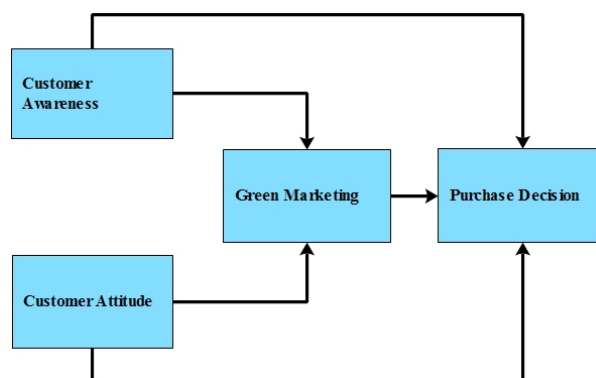 Customer
Awareness
Green Marketing
Purchase Decision
Customer Attitude